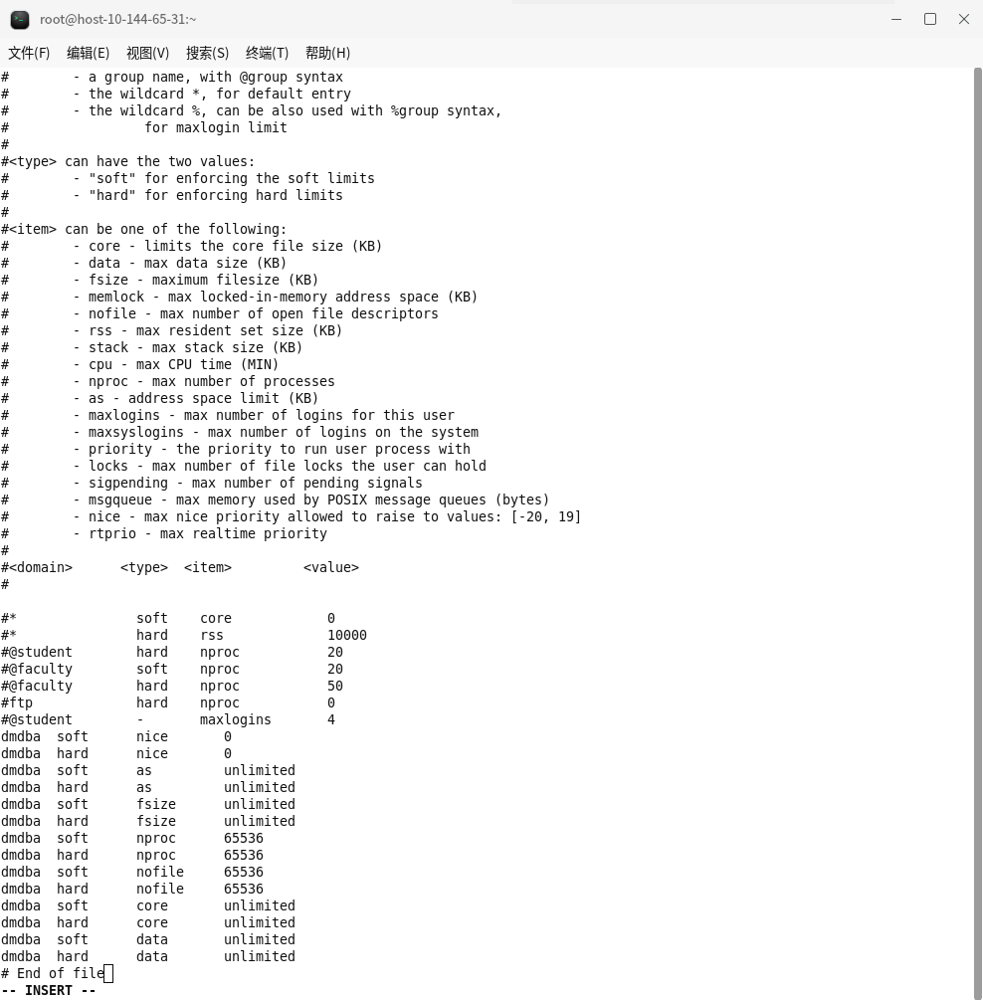 root@host-10-144-65-31:~
文件(F) 编辑(E) 视图(V) 搜索(S) 终端(T) 帮助(H)
#        - a group name, with @group syntax
#        - the wildcard *, for default entry
#        - the wildcard %, can be also used with %group syntax,
#                 for maxlogin limit
#
#<type> can have the two values:
#        - "soft" for enforcing the soft limits
#        - "hard" for enforcing hard limits
#
#<item> can be one of the following:
#        - core - limits the core file size (KB)
#        - data - max data size (KB)
#        - fsize - maximum filesize (KB)
#        - memlock - max locked-in-memory address space (KB)
#        - nofile - max number of open file descriptors
#        - rss - max resident set size (KB)
#        - stack - max stack size (KB)
#        - cpu - max CPU time (MIN)
#        - nproc - max number of processes
#        - as - address space limit (KB)
#        - maxlogins - max number of logins for this user
#        - maxsyslogins - max number of logins on the system
#        - priority - the priority to run user process with
#        - locks - max number of file locks the user can hold
#        - sigpending - max number of pending signals
#        - msgqueue - max memory used by POSIX message queues (bytes)
#        - nice - max nice priority allowed to raise to values: [-20, 19]
#        - rtprio - max realtime priority
#
#<domain>      <type>  <item>         <value>
#
#*               soft    core            0
#*               hard    rss             10000
#@student        hard    nproc           20
#@faculty        soft    nproc           20
#@faculty        hard    nproc           50
#ftp             hard    nproc           0
#@student        -       maxlogins       4
dmdba  soft      nice       0
dmdba  hard      nice       0
dmdba  soft      as         unlimited
dmdba  hard      as         unlimited
dmdba  soft      fsize      unlimited
dmdba  hard      fsize      unlimited
dmdba  soft      nproc      65536
dmdba  hard      nproc      65536
dmdba  soft      nofile     65536
dmdba  hard      nofile     65536
dmdba  soft      core       unlimited
dmdba  hard      core       unlimited
dmdba  soft      data       unlimited
dmdba  hard      data       unlimited
# End of file
-- INSERT --